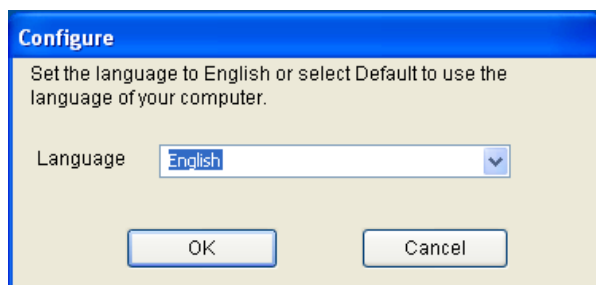 Configure
Set the language to English or select Default to use the
language of your computer.
Language English
OK Cancel